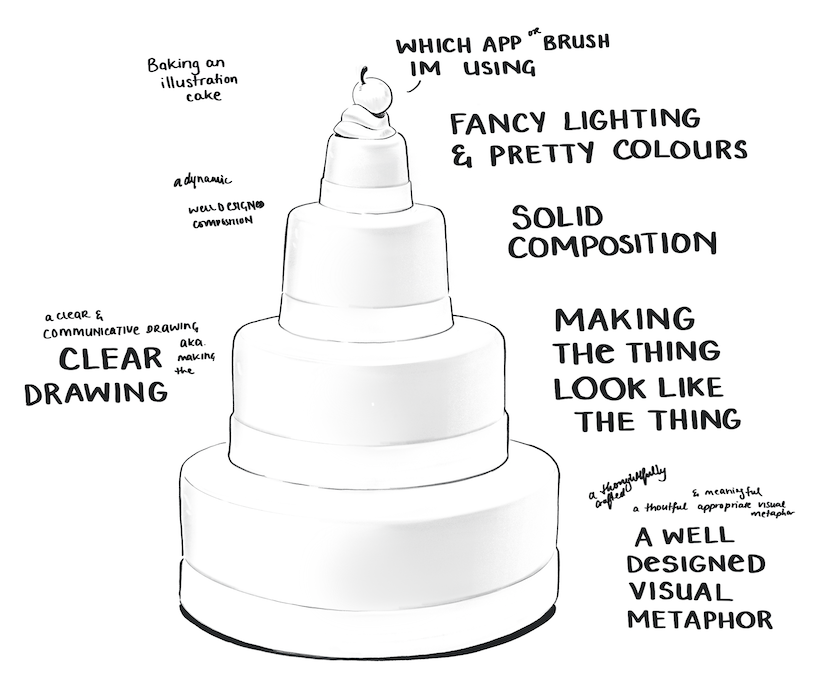 Baking an
illustration
cake
WHICH APP OR BRUSH
IM USING
FANCY LIGHTING
& PRETTY COLOURS
a dynamic
WELL DESIGNED
COMPOSITION
SOLID
COMPOSITION
a clear &
COMMUNICATIVE DRAWING
CLEAR
DRAWING
aka.
making
the
MAKING
THe THING
LOOK LIKE
THE THING
a thoughtfully
crafted
& meaningful
a thoutful appropriate visual
metaphor
A WELL
DeSIGNeD
VISUAL
METAPHOR